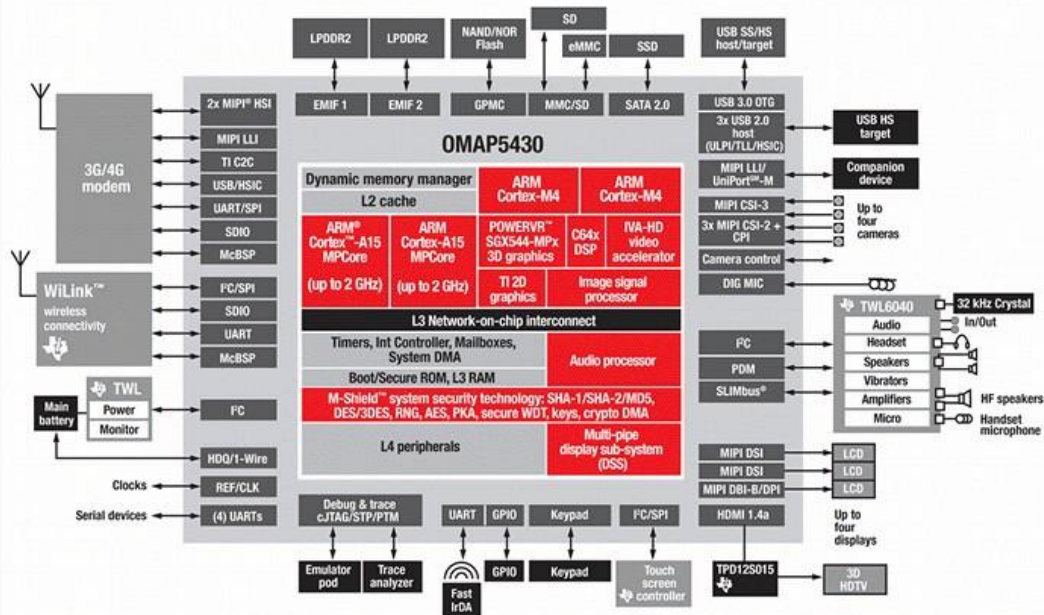 SD
LPDDR2
LPDDR2
NAND/NOR
Flash
eMMC
SSD
USB SS/HS
host/target
2x MIPI® HSI
EMIF 1
EMIF 2
GPMC
MMC/SD
SATA 2.0
USB 3.0 OTG
3G/4G
modem
MIPI LLI
TI C2C
USB/HSIC
UART/SPI
SDIO
McBSP
OMAP5430
3x USB 2.0
host
(ULPI/TLL/HSIC)
USB HS
target
MIPI LLI/
UniPort℠-M
Companion
device
MIPI CSI-3
3x MIPI CSI-2 +
CPI
Up to
four
cameras
Camera control
DIG MIC
Dynamic memory manager
L2 cache
ARM
Cortex-M4
ARM
Cortex-M4
ARM®
Cortex™-A15
MPCore
(up to 2 GHz)
ARM
Cortex-A15
MPCore
(up to 2 GHz)
POWERVR™
SGX544-MPx
3D graphics
C64x
DSP
IVA-HD
video
accelerator
TI 2D
graphics
Image signal
processor
L3 Network-on-chip interconnect
Timers, Int Controller, Mailboxes,
System DMA
Audio processor
Boot/Secure ROM, L3 RAM
M-Shield™ system security technology: SHA-1/SHA-2/MD5,
DES/3DES, RNG, AES, PKA, secure WDT, keys, crypto DMA
L4 peripherals
Multi-pipe
display sub-system
(DSS)
WiLink™
wireless
connectivity
I²C/SPI
SDIO
UART
McBSP
TWL
Power
Monitor
Main
battery
I²C
HDQ/1-Wire
Clocks
REF/CLK
Serial devices
(4) UARTs
I²C
PDM
SLIMbus®
TWL6040
32 kHz Crystal
Audio
In/Out
Headset
Speakers
Vibrators
Amplifiers
HF speakers
Micro
Handset
microphone
MIPI DSI
LCD
MIPI DSI
LCD
MIPI DBI-B/DPI
LCD
Up to
four
displays
Debug & trace
cJTAG/STP/PTM
UART
GPIO
Keypad
I²C/SPI
HDMI 1.4a
Emulator
pod
Trace
analyzer
Fast
IrDA
GPIO
Keypad
Touch
screen
controller
TPD12S015
3D
HDTV